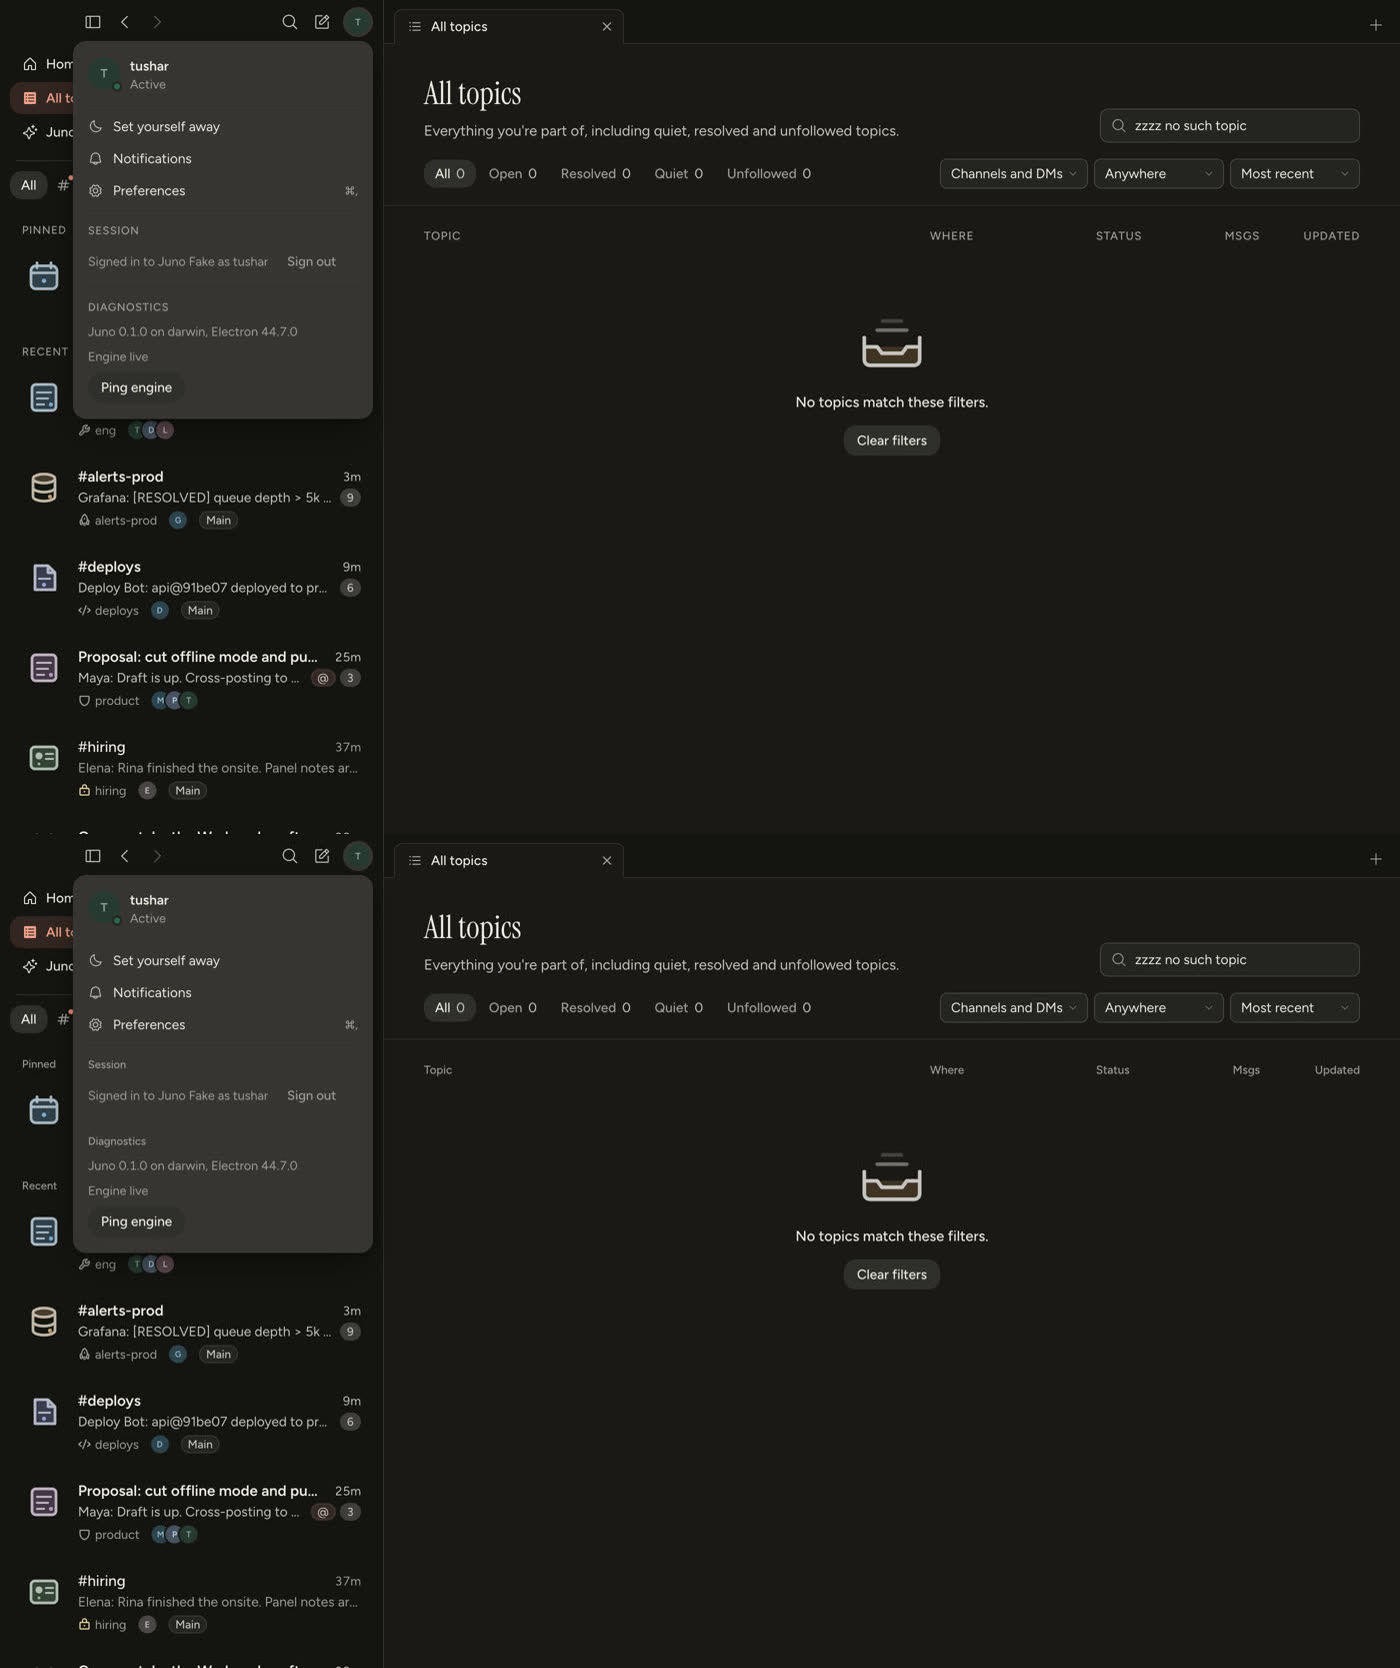 T
All topics
Hom
tushar
T
Active
All to
Set yourself away
Juno
Notifications
All
#
Preferences
⌘,
PINNED
SESSION
Signed in to Juno Fake as tushar
Sign out
DIAGNOSTICS
Juno 0.1.0 on darwin, Electron 44.7.0
RECENT
Engine live
Ping engine
eng
T D L
#alerts-prod
3m
Grafana: [RESOLVED] queue depth > 5k ...
9
alerts-prod
G
Main
#deploys
9m
Deploy Bot: api@91be07 deployed to pr...
6
deploys
D
Main
Proposal: cut offline mode and pu...
25m
Maya: Draft is up. Cross-posting to ...
@
3
product
M P T
#hiring
37m
Elena: Rina finished the onsite. Panel notes ar...
hiring
E
Main
All topics
Everything you're part of, including quiet, resolved and unfollowed topics.
zzzz no such topic
All 0
Open 0
Resolved 0
Quiet 0
Unfollowed 0
Channels and DMs
Anywhere
Most recent
TOPIC
WHERE
STATUS
MSGS
UPDATED
No topics match these filters.
Clear filters
T
All topics
Hom
tushar
T
Active
All to
Set yourself away
Juno
Notifications
All
#
Preferences
⌘,
Pinned
Session
Signed in to Juno Fake as tushar
Sign out
Diagnostics
Juno 0.1.0 on darwin, Electron 44.7.0
Recent
Engine live
Ping engine
eng
T D L
#alerts-prod
3m
Grafana: [RESOLVED] queue depth > 5k ...
9
alerts-prod
G
Main
#deploys
9m
Deploy Bot: api@91be07 deployed to pr...
6
deploys
D
Main
Proposal: cut offline mode and pu...
25m
Maya: Draft is up. Cross-posting to ...
@
3
product
M P T
#hiring
37m
Elena: Rina finished the onsite. Panel notes ar...
hiring
E
Main
All topics
Everything you're part of, including quiet, resolved and unfollowed topics.
zzzz no such topic
All 0
Open 0
Resolved 0
Quiet 0
Unfollowed 0
Channels and DMs
Anywhere
Most recent
Topic
Where
Status
Msgs
Updated
No topics match these filters.
Clear filters